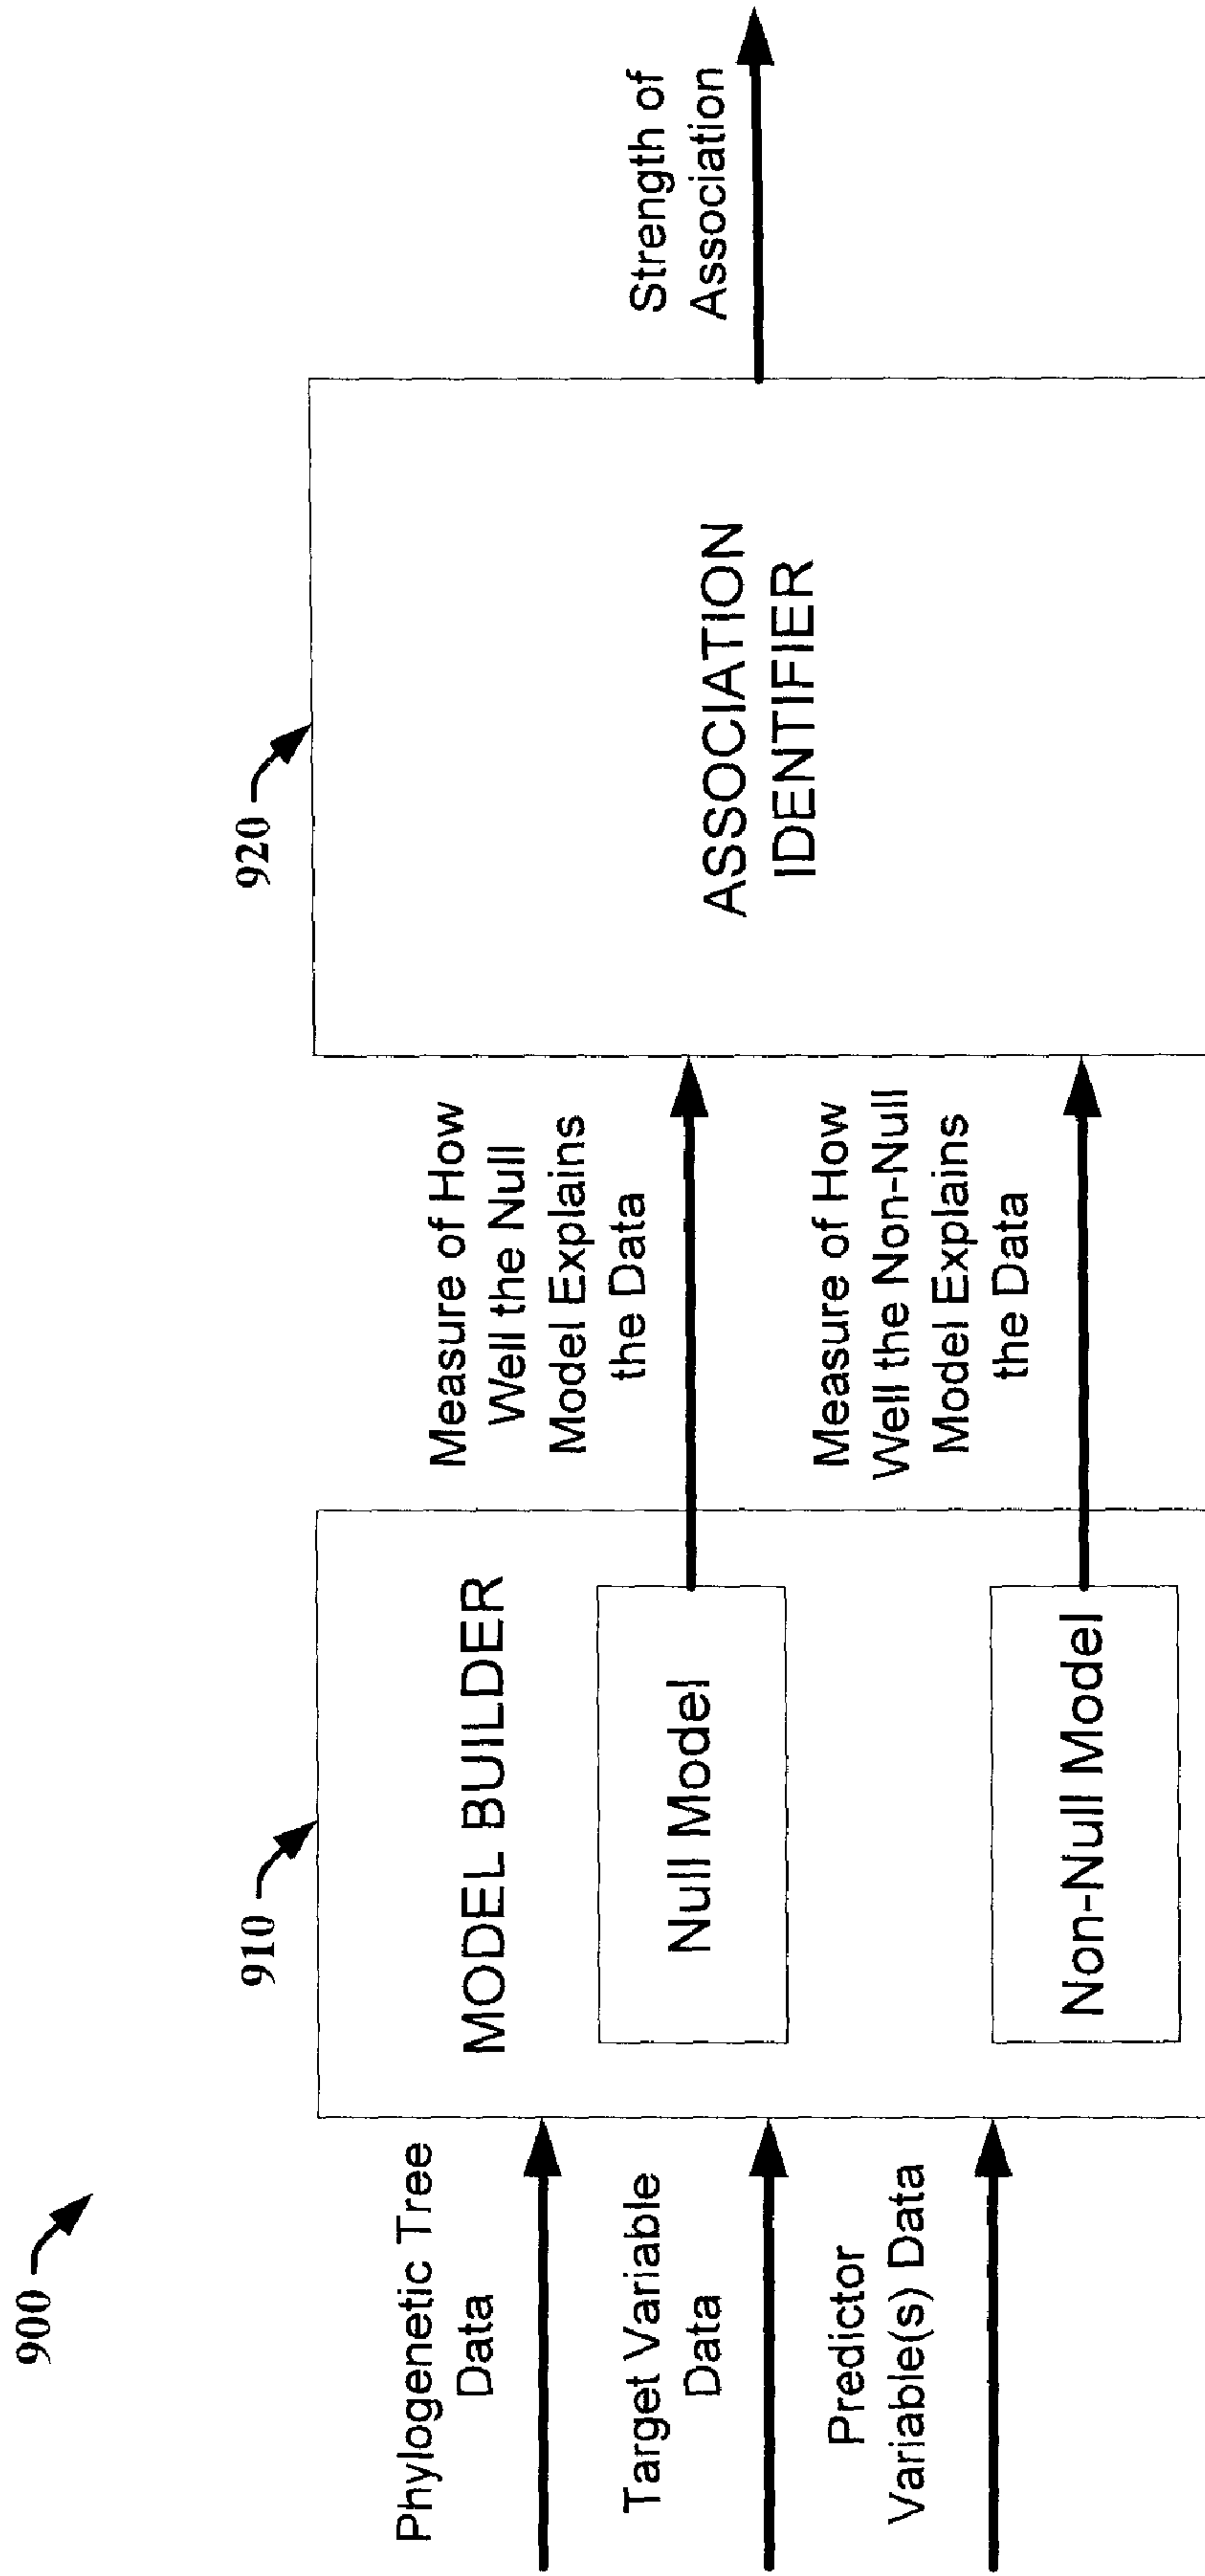 900
910
920
Phylogenetic Tree
Data
Target Variable
Data
Predictor
Variable(s) Data
MODEL BUILDER
Null Model
Non-Null Model
Measure of How
Well the Null
Model Explains
the Data
Measure of How
Well the Non-Null
Model Explains
the Data
ASSOCIATION
IDENTIFIER
Strength of
Association